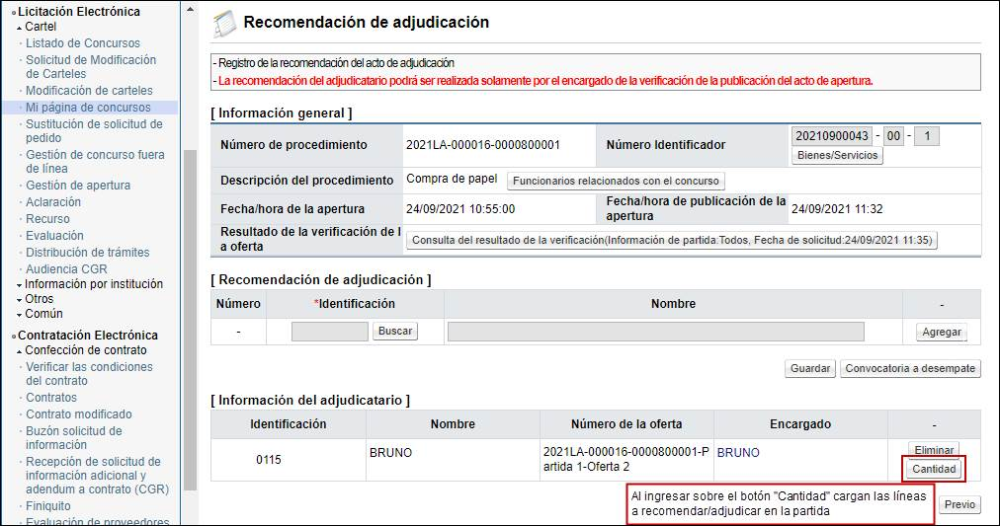 Licitación Electrónica
Cartel
Listado de Concursos
Solicitud de Modificación
de Carteles
Modificación de carteles
Mi página de concursos
Sustitución de solicitud de
pedido
Gestión de concurso fuera
de línea
Gestión de apertura
Aclaración
Recurso
Evaluación
Distribución de trámites
Audiencia CGR
Información por institución
Otros
Común
Contratación Electrónica
Confección de contrato
Verificar las condiciones
del contrato
Contratos
Contrato modificado
Buzón solicitud de
información
Recepción de solicitud de
información adicional y
adendum a contrato (CGR)
Finiquito
Evaluación de proveedores
Recomendación de adjudicación
- Registro de la recomendación del acto de adjudicación
- La recomendación del adjudicatario podrá ser realizada solamente por el encargado de la verificación de la publicación del acto de apertura.
[ Información general ]
Número de procedimiento 2021LA-000016-0000800001 Número Identificador 20210900043 - 00 - 1
Bienes/Servicios
Descripción del procedimiento Compra de papel Funcionarios relacionados con el concurso
Fecha/hora de la apertura 24/09/2021 10:55:00 Fecha/hora de publicación de la
apertura 24/09/2021 11:32
Resultado de la verificación de l
a oferta Consulta del resultado de la verificación(Información de partida:Todos, Fecha de solicitud:24/09/2021 11:35)
[ Recomendación de adjudicación ]
Número *Identificación Nombre -
- Buscar Agregar
Guardar Convocatoria a desempate
[ Información del adjudicatario ]
Identificación Nombre Número de la oferta Encargado -
0115 BRUNO 2021LA-000016-0000800001-P
artida 1-Oferta 2 BRUNO Eliminar
Cantidad
Al ingresar sobre el botón "Cantidad" cargan las líneas
a recomendar/adjudicar en la partida
Previo